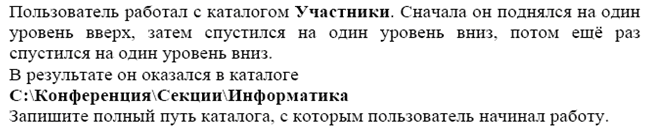 Пользователь работал с каталогом Участники. Сначала он поднялся на один
уровень вверх, затем спустился на один уровень вниз, потом ещё раз
спустился на один уровень вниз.
В результате он оказался в каталоге
С:\Конференция\Секции\Информатика
Запишите полный путь каталога, с которым пользователь начинал работу.